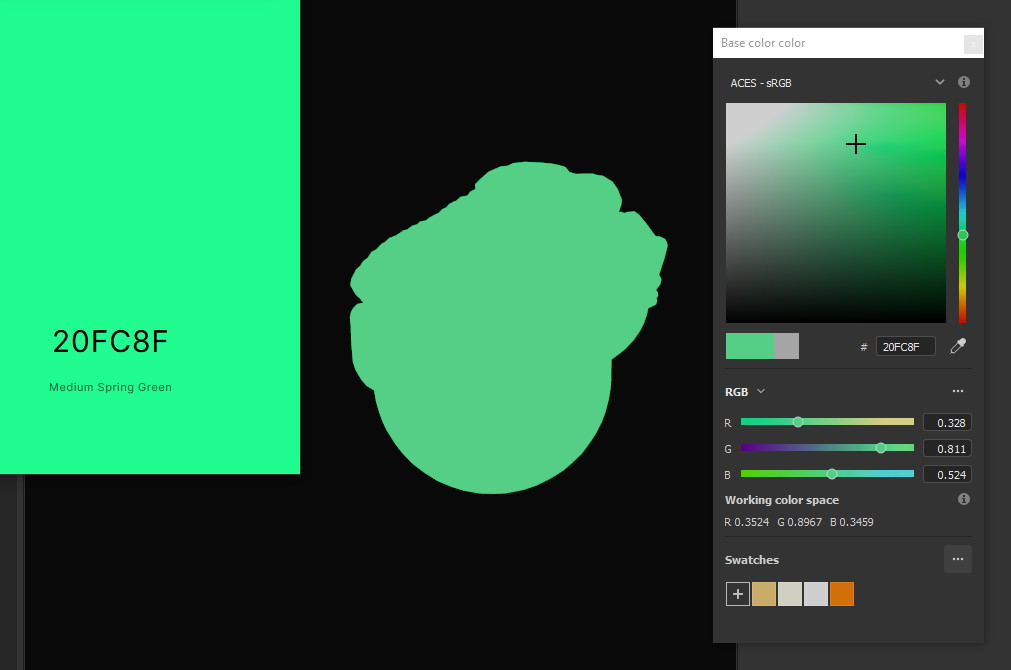 20FC8F
Medium Spring Green
Base color color
ACES - sRGB
# 20FC8F
RGB
R 0.328
G 0.811
B 0.524
Working color space
R 0.3524 G 0.8967 B 0.3459
Swatches